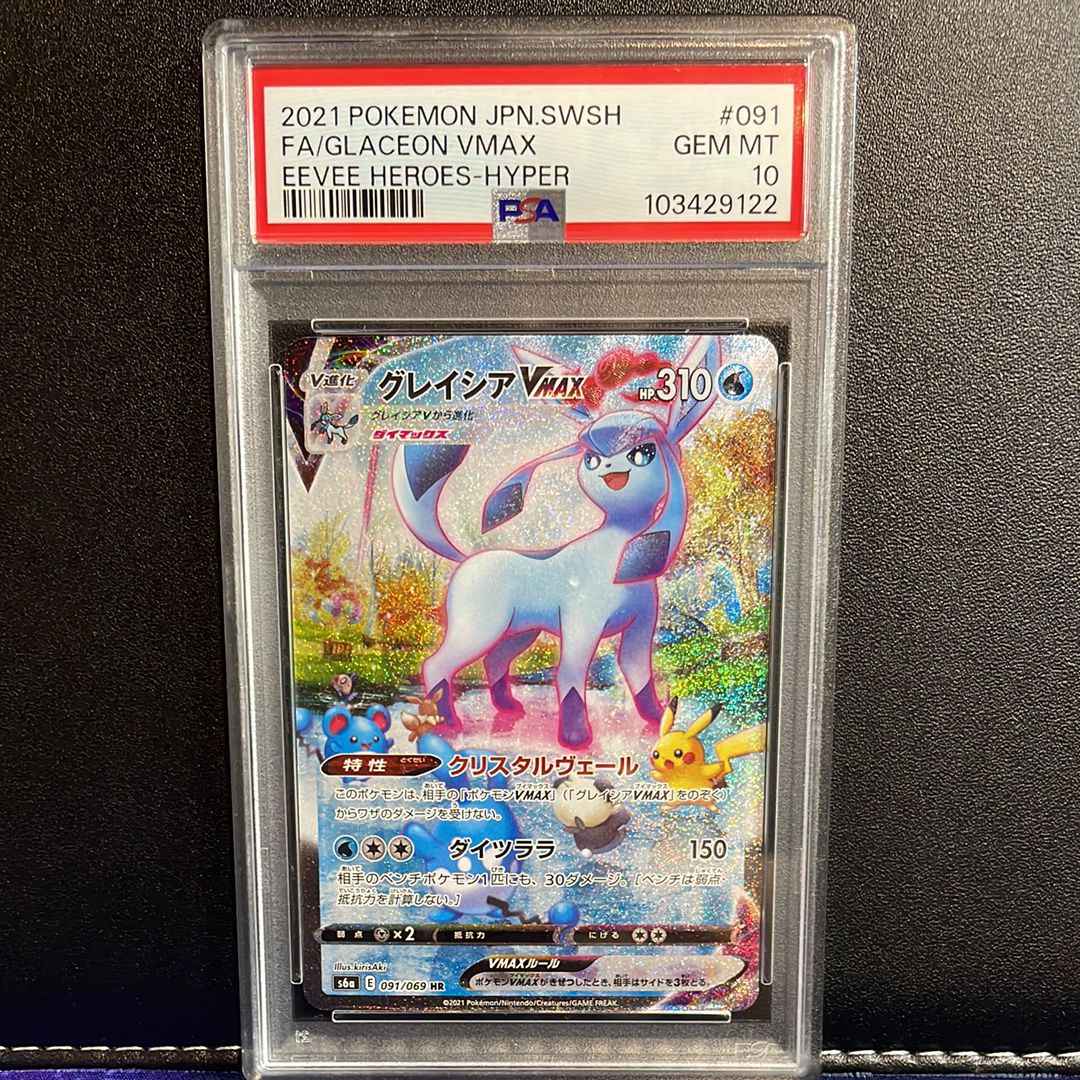 2021 POKEMON JPN.SWSH #091
FA/GLACEON VMAX GEM MT
EEVEE HEROES-HYPER 10
PSA 103429122
V進化 グレイシアVMAX HP 310
グレイシアVから進化
ダイマックス
特性 とくせい クリスタルヴェール
このポケモンは、相手の「ポケモンVMAX」(「グレイシアVMAX」をのぞく)
からワザのダメージを受けない。
ダイツララ 150
相手のベンチポケモン1匹にも、30ダメージ。[ベンチは弱点・
抵抗力を計算しない。]
弱点 ×2 抵抗力 にげる
Illus.kirisAki
VMAXルール
s6a E 091/069 HR ポケモンVMAXがきぜつしたとき、相手はサイドを3枚とる。
©2021 Pokémon/Nintendo/Creatures/GAME FREAK.